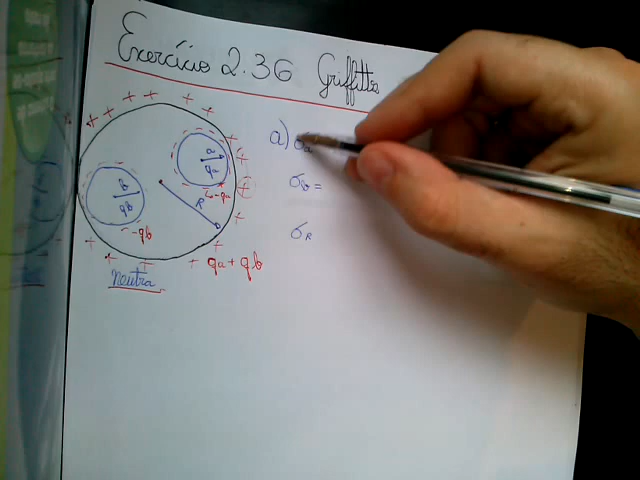 Exercício 2.36 Griffiths
a) σa
σb =
σR
a
qa
-qa
b
qb
R
-qb
qa + qb
neutra